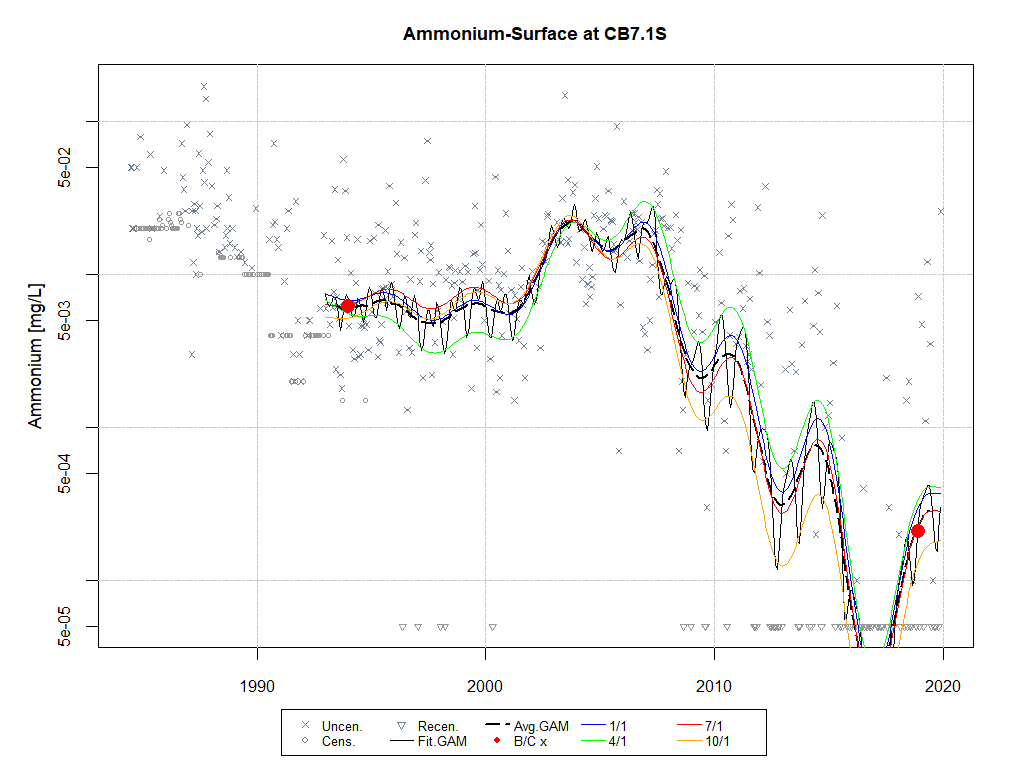 Ammonium-Surface at CB7.1S
Ammonium [mg/L]
5e-02
5e-03
5e-04
5e-05
1990 2000 2010 2020
Uncen. Recen. Avg.GAM 1/1 7/1
Cens. Fit.GAM B/C x 4/1 10/1